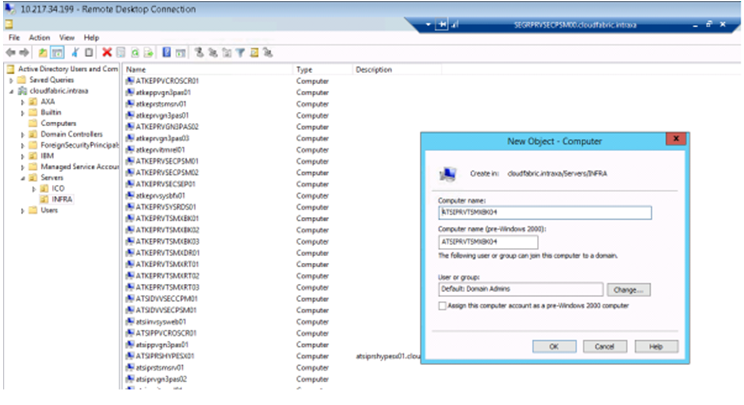 10.217.34.199 - Remote Desktop Connection
SEGRPRVSECPSM00.cloudfabric.intraxa
File Action View Help
Active Directory Users and Com
Saved Queries
cloudfabric.intraxa
AXA
Builtin
Computers
Domain Controllers
ForeignSecurityPrincipals
IBM
Managed Service Accour
Servers
ICO
INFRA
Users
Name Type Description
ATKEPPVCROSCR01 Computer
atkeppvgn3pas01 Computer
atkeprstsmsrv01 Computer
atkeprvgn3pas01 Computer
ATKEPRVGN3PAS02 Computer
atkeprvgn3pas03 Computer
atkeprvitmrel01 Computer
ATKEPRVSECPSM01 Computer
ATKEPRVSECPSM02 Computer
ATKEPRVSECSEP01 Computer
atkeprvsysbfx01 Computer
ATKEPRVSYSRDS01 Computer
ATKEPRVTSMXBK01 Computer
ATKEPRVTSMXBK02 Computer
ATKEPRVTSMXBK03 Computer
ATKEPRVTSMXDR01 Computer
ATKEPRVTSMXRT01 Computer
ATKEPRVTSMXRT02 Computer
ATKEPRVTSMXRT03 Computer
ATSIDVVSECCPM01 Computer
ATSIDVVSECPSM01 Computer
atsiinvsysweb01 Computer
ATSIPPVCROSCR01 Computer
atsippvgn3pas01 Computer
ATSIPRSHYPESX01 Computer atsiprshypesx01.clou
atsiprstsmsrv01 Computer
atsiprvgn3pas02 Computer
New Object - Computer
Create in: cloudfabric.intraxa/Servers/INFRA
Computer name:
ATSIPRVTSMXBK04
Computer name (pre-Windows 2000):
ATSIPRVTSMXBK04
The following user or group can join this computer to a domain.
User or group:
Default: Domain Admins
Change...
Assign this computer account as a pre-Windows 2000 computer
OK Cancel Help